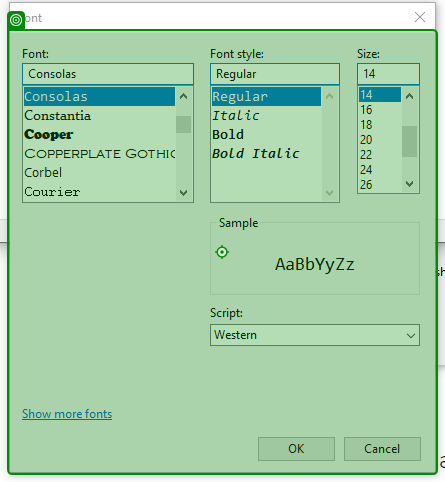 Font
Font:
Consolas
Consolas
Constantia
Cooper
Copperplate Gothic
Corbel
Courier
Font style:
Regular
Regular
Italic
Bold
Bold Italic
Size:
14
14
16
18
20
22
24
26
Sample
AaBbYyZz
Script:
Western
Show more fonts
OK
Cancel